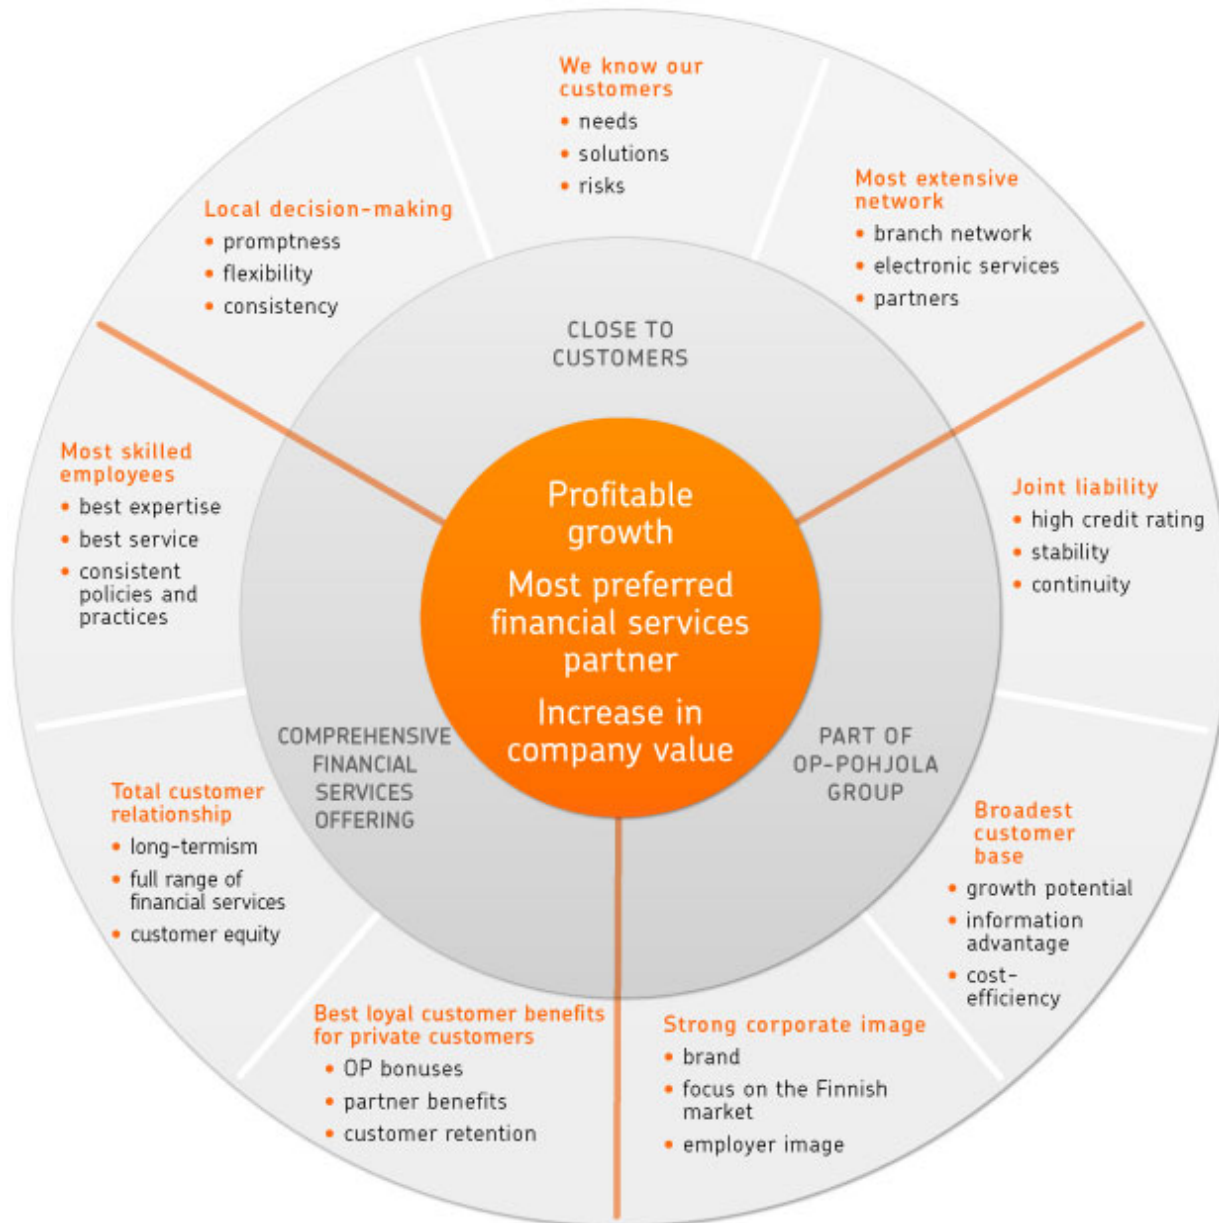 We know our
customers
• needs
• solutions
• risks
Most extensive
network
• branch network
• electronic services
• partners
Local decision-making
• promptness
• flexibility
• consistency
CLOSE TO
CUSTOMERS
Most skilled
employees
• best expertise
• best service
• consistent
policies and
practices
Profitable
growth
Most preferred
financial services
partner
Increase in
company value
Joint liability
• high credit rating
• stability
• continuity
COMPREHENSIVE
FINANCIAL
SERVICES
OFFERING
PART OF
OP-POHJOLA
GROUP
Total customer
relationship
• long-termism
• full range of
financial services
• customer equity
Broadest
customer
base
• growth potential
• information
advantage
• cost-
efficiency
Best loyal customer benefits
for private customers
• OP bonuses
• partner benefits
• customer retention
Strong corporate image
• brand
• focus on the Finnish
market
• employer image